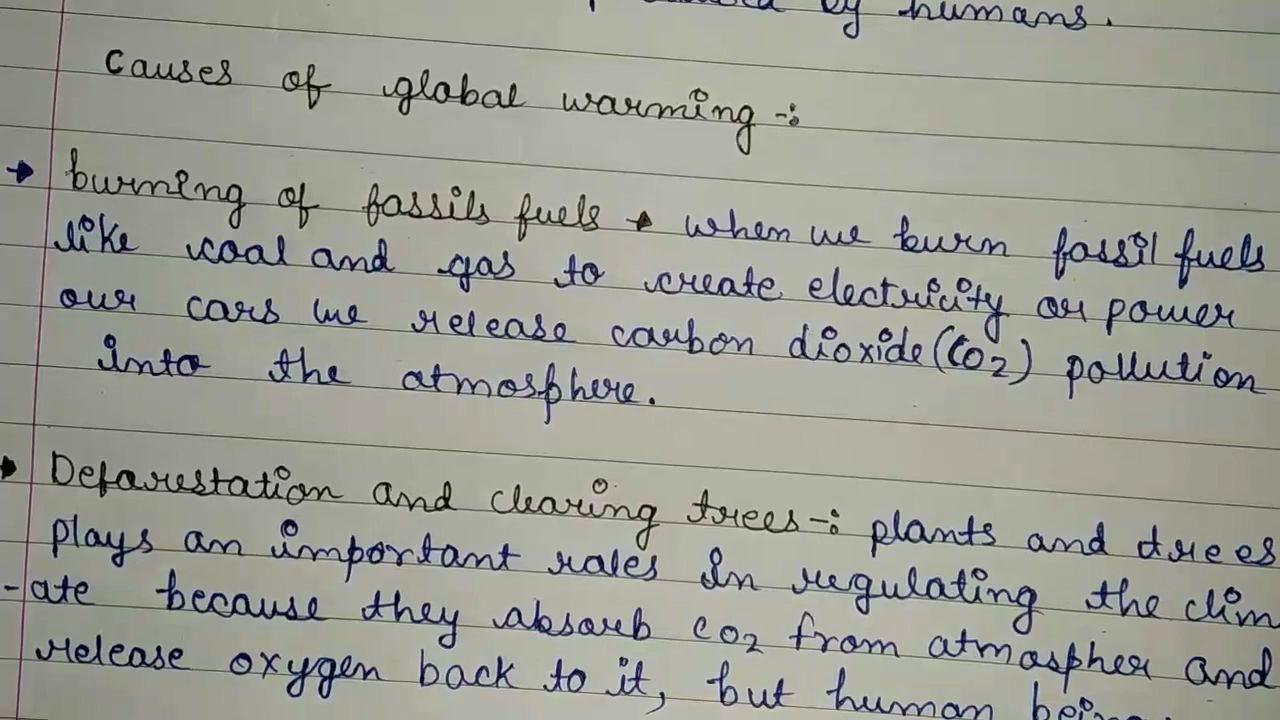 by humans.
Causes of global warming -:
→ burning of fossils fuels → when we burn fossil fuels
like coal and gas to create electricity or power
our cars we release carbon dioxide (CO2) pollution
into the atmosphere.
→ Deforestation and clearing trees -: plants and trees
plays an important roles in regulating the clim
-ate because they absorb CO2 from atmospher and
release oxygen back to it, but human being